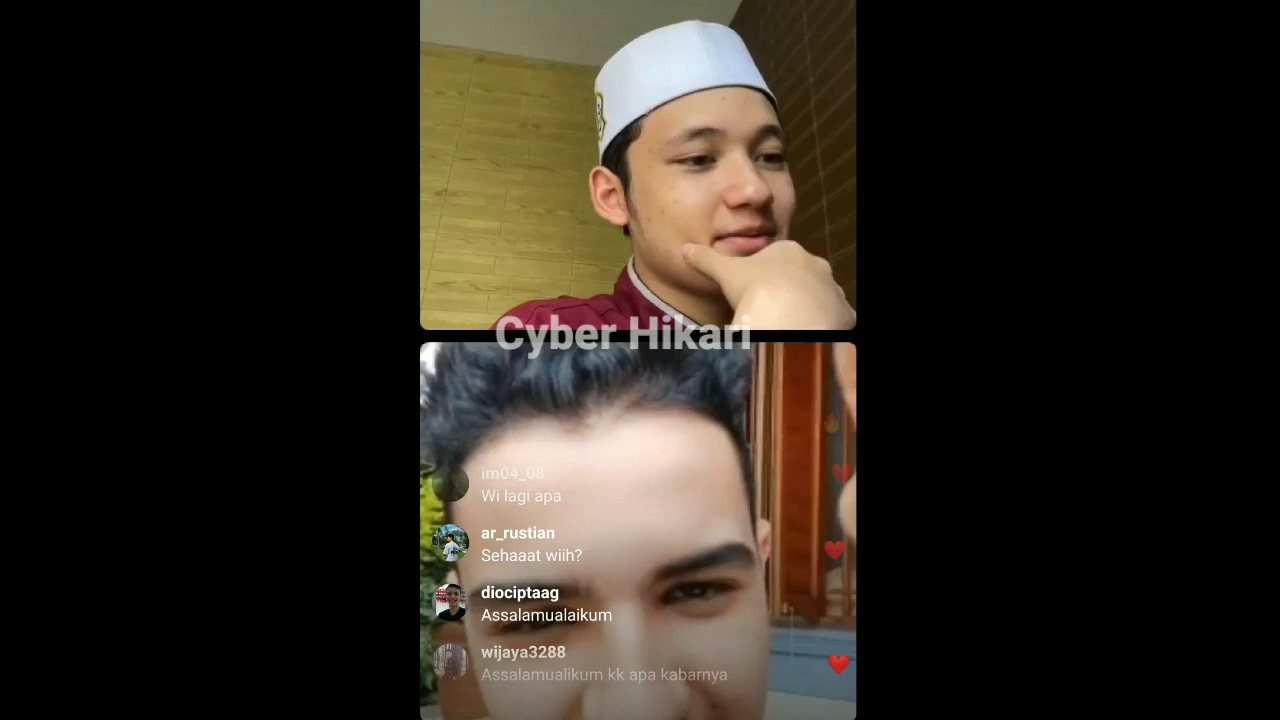 Cyber Hikari
im04_08
Wi lagi apa
ar_rustian
Sehaaat wiih?
diociptaag
Assalamualaikum
wijaya3288
Assalamualikum kk apa kabarnya